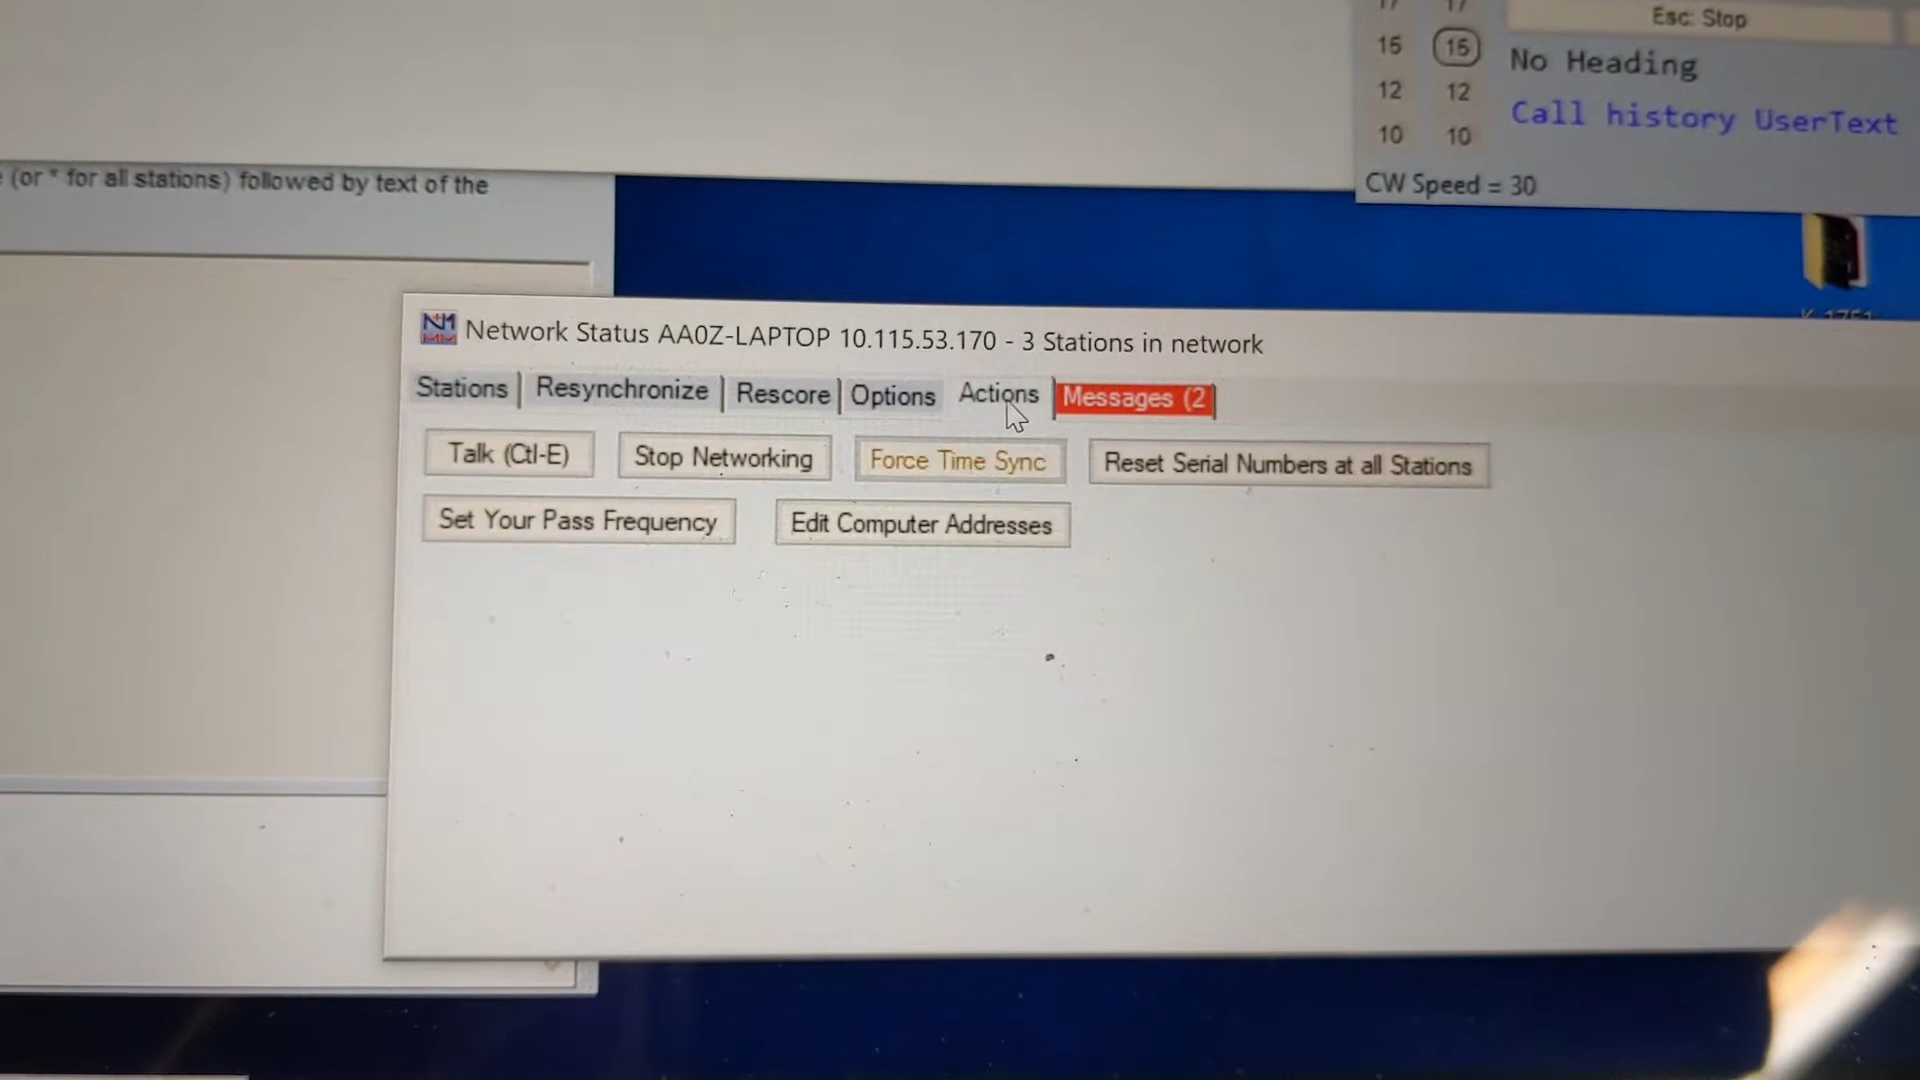 Esc: Stop
17 17
15 15
No Heading
12 12
Call history UserText
10 10
CW Speed = 30
(or * for all stations) followed by text of the
Network Status AA0Z-LAPTOP 10.115.53.170 - 3 Stations in network
Stations Resynchronize Rescore Options Actions Messages (2
Talk (Ctl-E) Stop Networking Force Time Sync Reset Serial Numbers at all Stations
Set Your Pass Frequency Edit Computer Addresses